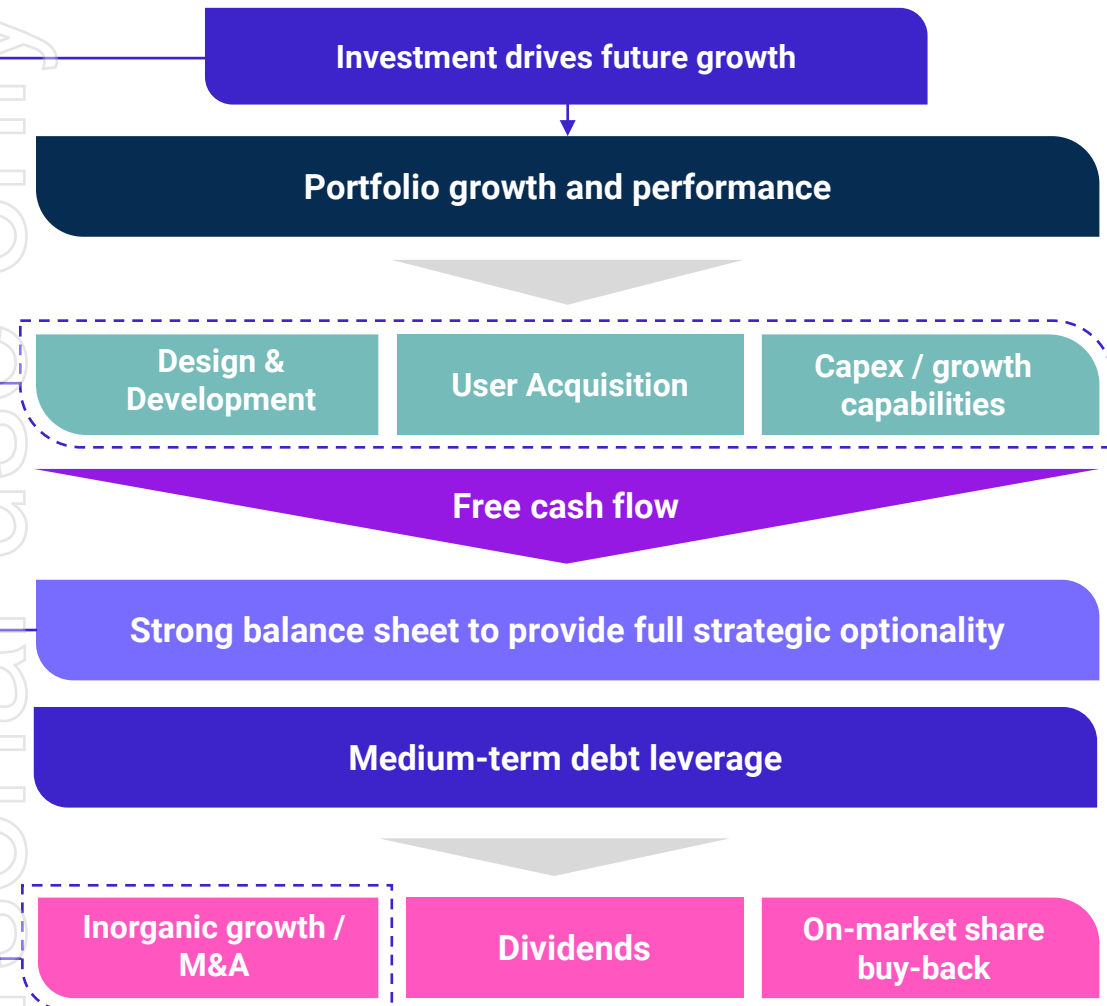 Investment drives future growth
Portfolio growth and performance
Design &
Development
User Acquisition
Capex / growth
capabilities
Free cash flow
Strong balance sheet to provide full strategic optionality
Medium-term debt leverage
Inorganic growth /
M&A
Dividends
On-market share
buy-back